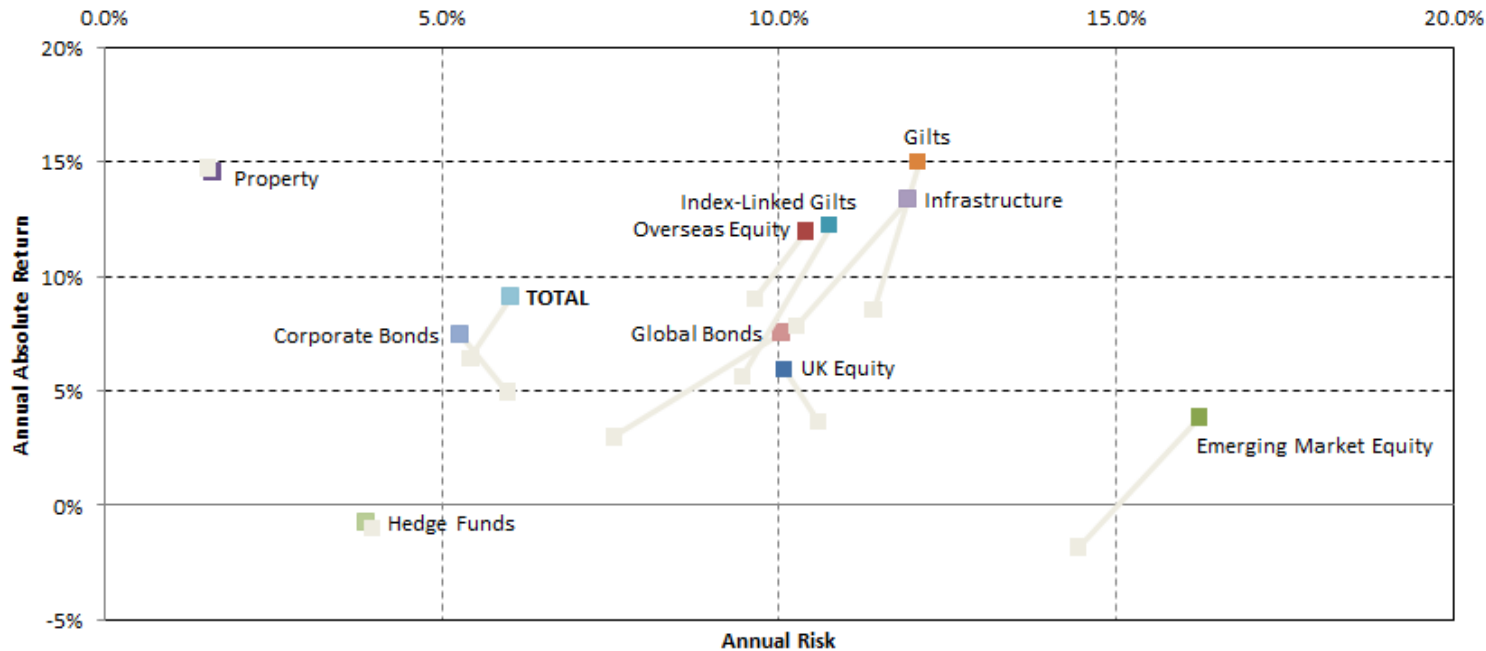 0.0% 5.0% 10.0% 15.0% 20.0%
20%
Gilts
15%
Property
Index-Linked Gilts
Infrastructure
Overseas Equity
10%
TOTAL
Corporate Bonds
Global Bonds
UK Equity
5%
Emerging Market Equity
0%
Hedge Funds
-5%
Annual Absolute Return
Annual Risk